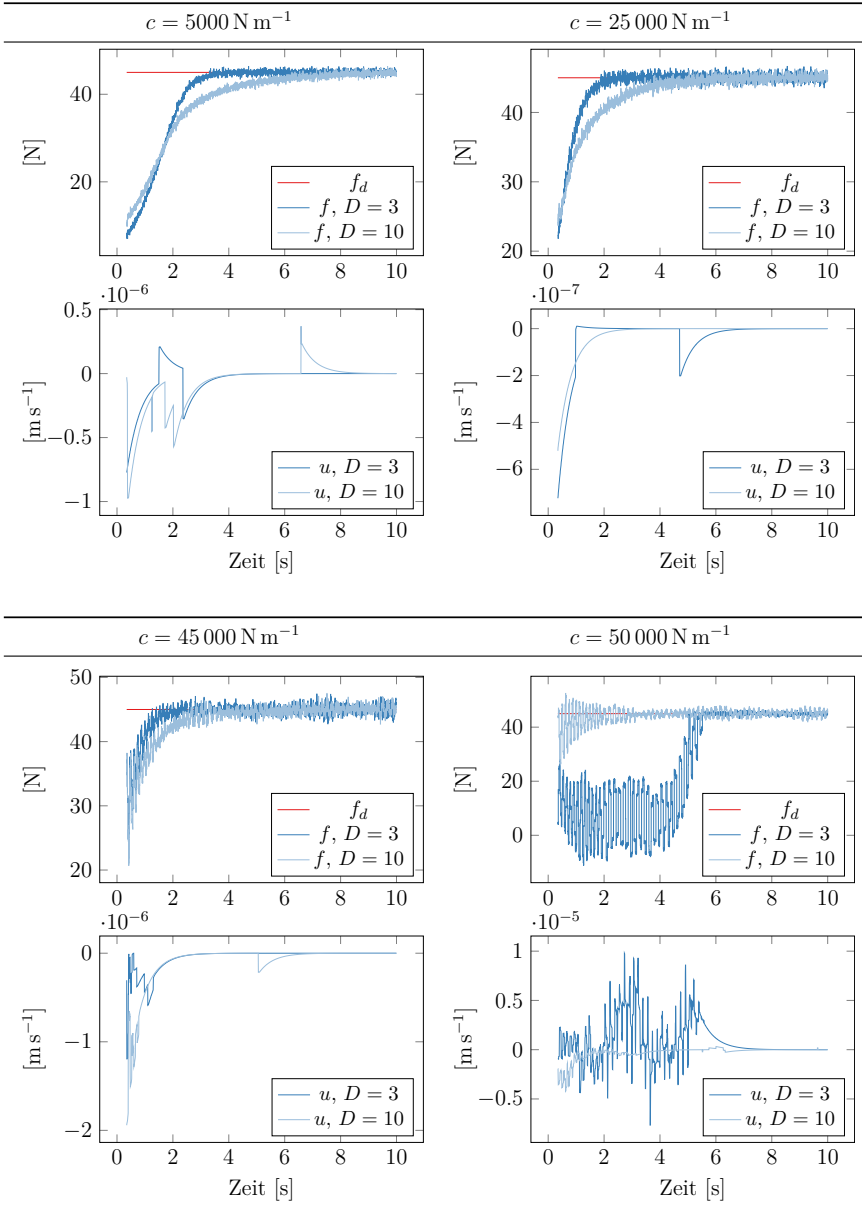 c = 5000 N m⁻¹ c = 25 000 N m⁻¹
40
20
[N]
f_d
f, D = 3
f, D = 10
0 2 4 6 8 10
40
30
20
[N]
f_d
f, D = 3
f, D = 10
0 2 4 6 8 10
·10⁻⁶
0.5
0
−0.5
−1
[m s⁻¹]
u, D = 3
u, D = 10
0 2 4 6 8 10
Zeit [s]
·10⁻⁷
0
−2
−4
−6
[m s⁻¹]
u, D = 3
u, D = 10
0 2 4 6 8 10
Zeit [s]
c = 45 000 N m⁻¹ c = 50 000 N m⁻¹
50
40
30
20
[N]
f_d
f, D = 3
f, D = 10
0 2 4 6 8 10
40
20
0
[N]
f_d
f, D = 3
f, D = 10
0 2 4 6 8 10
·10⁻⁶
0
−1
−2
[m s⁻¹]
u, D = 3
u, D = 10
0 2 4 6 8 10
Zeit [s]
·10⁻⁵
1
0.5
0
−0.5
[m s⁻¹]
u, D = 3
u, D = 10
0 2 4 6 8 10
Zeit [s]